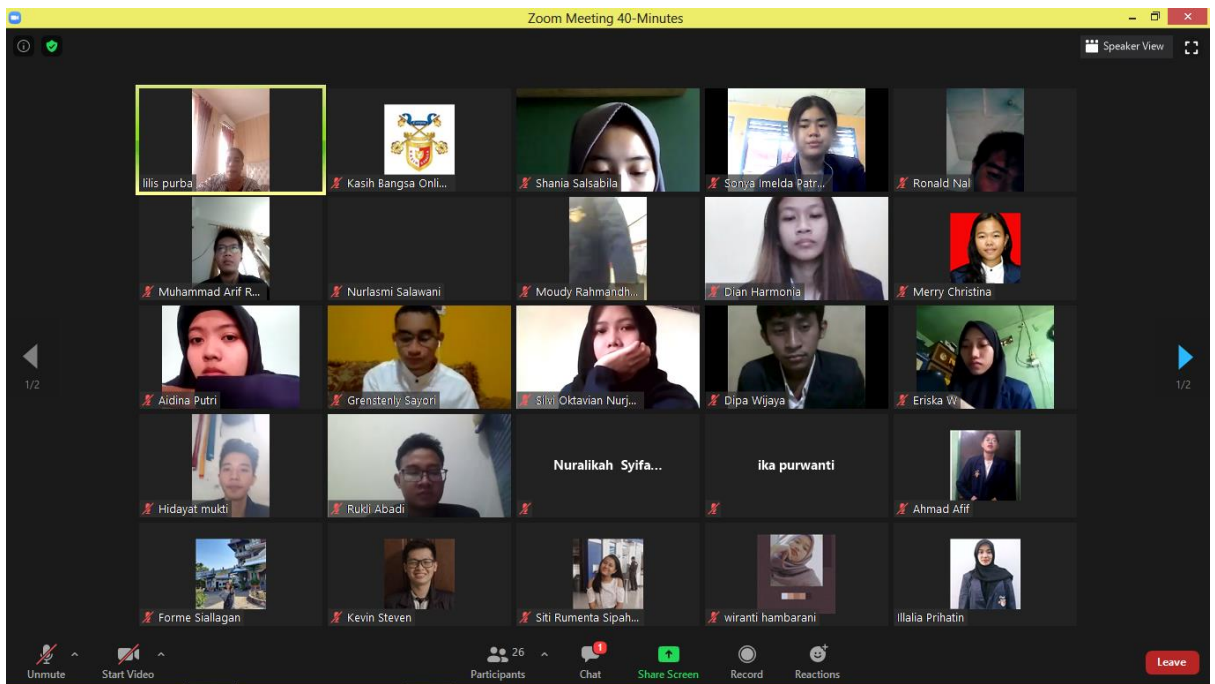 Zoom Meeting 40-Minutes
Speaker View
lilis purba
Kasih Bangsa Onli...
Shania Salsabila
Sonya Imelda Patr...
Ronald Nal
Muhammad Arif R...
Nurlasmi Salawani
Moudy Rahmandh...
Dian Harmonia
Merry Christina
1/2
1/2
Aidina Putri
Grenstenly Sayori
Silvi Oktavian Nurj...
Dipa Wijaya
Eriska W
Hidayat mukti
Rukli Abadi
Nuralikah Syifa...
ika purwanti
Ahmad Afif
Forme Siallagan
Kevin Steven
Siti Rumenta Sipah...
wiranti hambarani
Illalia Prihatin
Unmute
Start Video
26
Participants
1
Chat
Share Screen
Record
Reactions
Leave